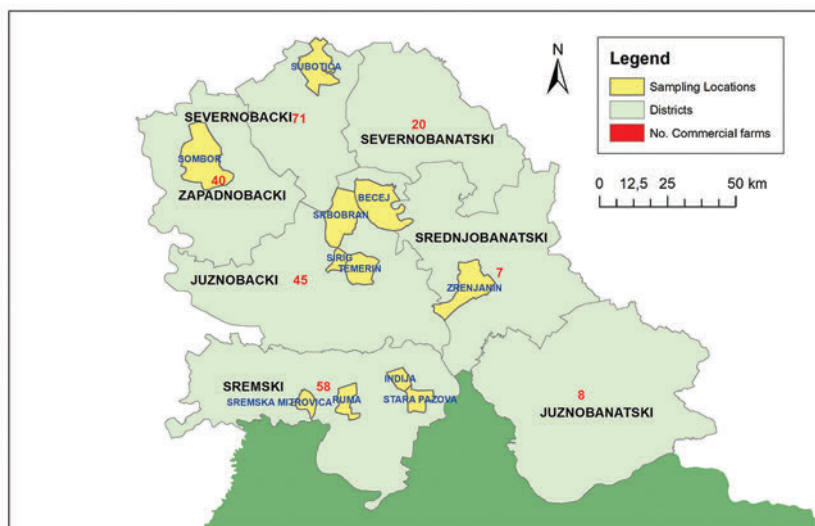 SUBOTICA
N
Legend
Sampling Locations
Districts
No. Commercial farms
SEVERNOBACKI 71
20
SEVERNOBANATSKI
SOMBOR
40
ZAPADNOBACKI
0 12,5 25 50 km
BECEJ
SRBOBRAN
SREDNJOBANATSKI
SIRIG
TEMERIN
JUZNOBACKI 45
7
ZRENJANIN
INDIJA
SREMSKI 58
SREMSKA MITROVICA
RUMA
STARA PAZOVA
8
JUZNOBANATSKI